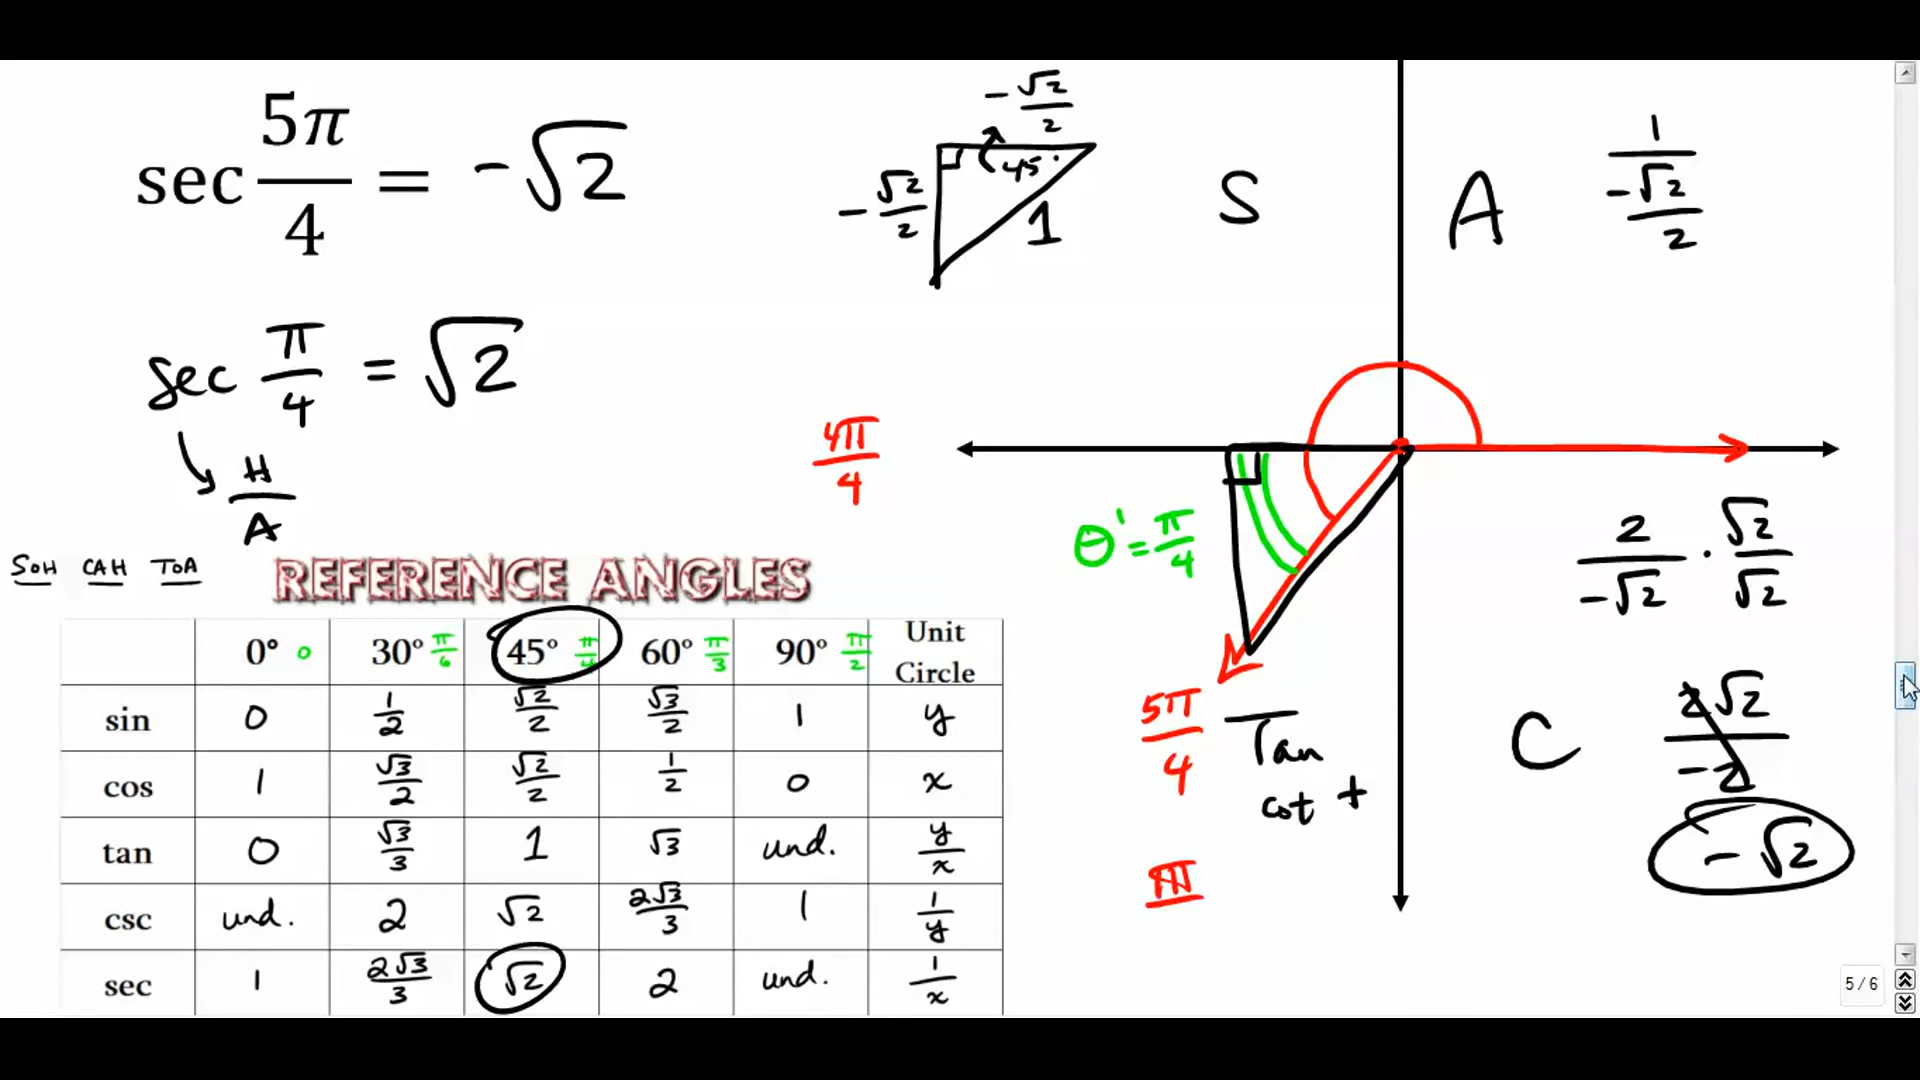 sec 5π/4 = -√2
sec π/4 = √2
H/A
SOH CAH TOA
REFERENCE ANGLES
0° 0 30° π/6 45° π/4 60° π/3 90° π/2 Unit Circle
sin 0 1/2 √2/2 √3/2 1 y
cos 1 √3/2 √2/2 1/2 0 x
tan 0 √3/3 1 √3 und. y/x
csc und. 2 √2 2√3/3 1 1/y
sec 1 2√3/3 √2 2 und. 1/x
-√2/2
45°
-√2/2
1
S
A
1/(-√2/2)
4π/4
θ' = π/4
5π/4
Tan
cot +
C
2/-√2 · √2/√2
2√2/-2
-√2
5 / 6